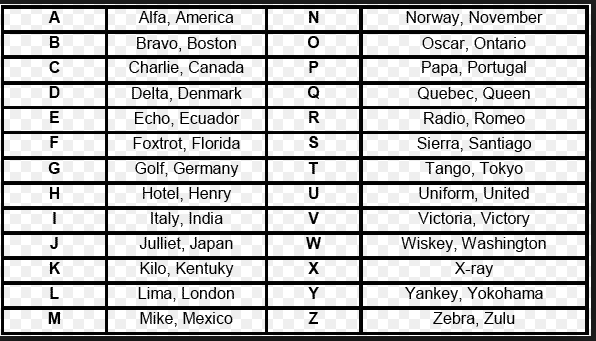 A Alfa, America N Norway, November
B Bravo, Boston O Oscar, Ontario
C Charlie, Canada P Papa, Portugal
D Delta, Denmark Q Quebec, Queen
E Echo, Ecuador R Radio, Romeo
F Foxtrot, Florida S Sierra, Santiago
G Golf, Germany T Tango, Tokyo
H Hotel, Henry U Uniform, United
I Italy, India V Victoria, Victory
J Julliet, Japan W Wiskey, Washington
K Kilo, Kentuky X X-ray
L Lima, London Y Yankey, Yokohama
M Mike, Mexico Z Zebra, Zulu